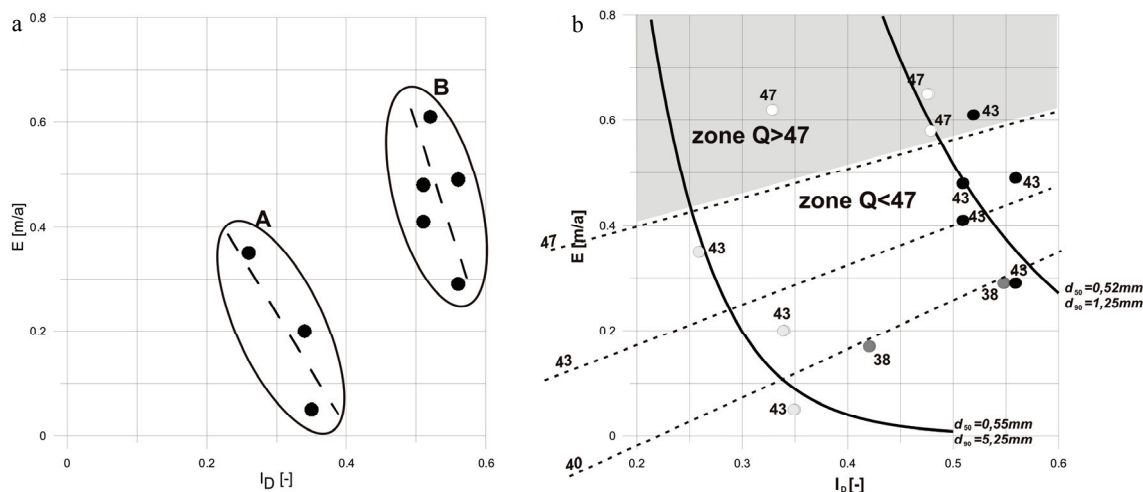 a
0.8
0.6
0.4
0.2
0
E [m/a]
0
0.2
0.4
0.6
I_D [-]
A
B
b
0.8
0.6
0.4
0.2
0
E [m/a]
0.2
0.3
0.4
0.5
0.6
I_D [-]
47
47
47
43
zone Q>47
zone Q<47
43
43
43
43
43
38
43
38
43
43
47
43
40
d₅₀=0,52mm
d₉₀=1,25mm
d₅₀=0,55mm
d₉₀=5,25mm